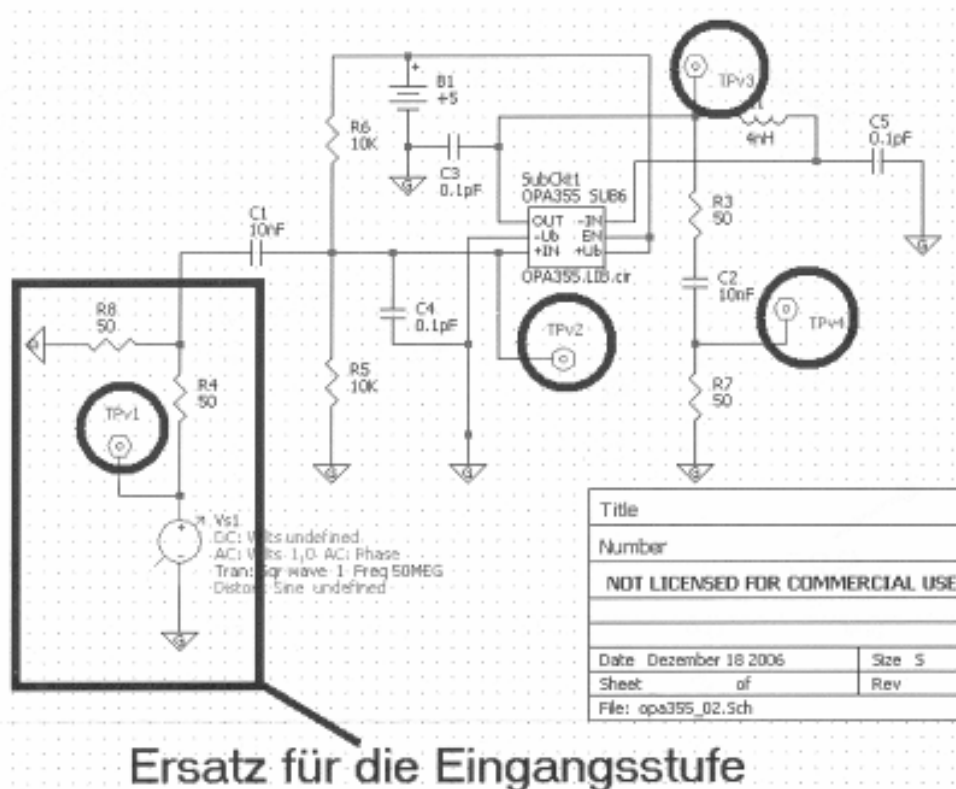 TPv3
B1
+5
4nH
C5
0.1pF
R6
10K
C3
0.1pF
SubCkt1
OPA355 SUB6
OUT -IN
-Ub EN
+IN +Ub
OPA355.LIB.cir
R3
50
C1
10nF
C2
10nF
TPv4
C4
0.1pF
TPv2
R8
50
R5
10K
R4
50
R7
50
TPv1
G
G
G
G
G
G
G
Vs1
DC: Volts undefined
AC: Volts 1,0 AC: Phase
Tran: Sqr wave 1 Freq 50MEG
Distor: Sine undefined
Title
Number
NOT LICENSED FOR COMMERCIAL USE
Date Dezember 18 2006
Size S
Sheet of
Rev
File: opa355_02.Sch
Ersatz für die Eingangsstufe